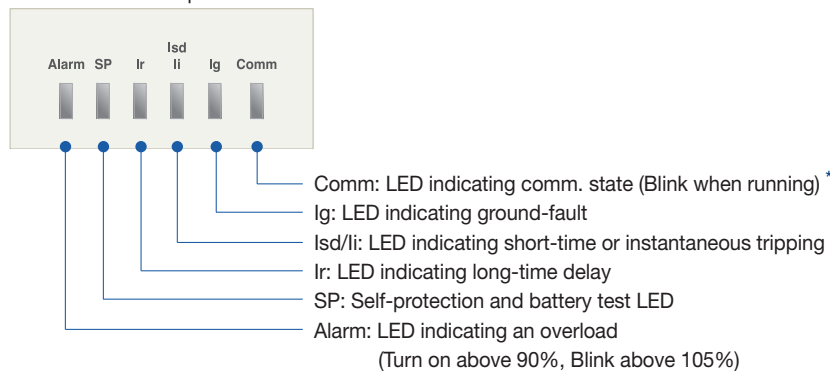 Isd
Alarm SP Ir Ii Ig Comm
Comm: LED indicating comm. state (Blink when running) *
Ig: LED indicating ground-fault
Isd/Ii: LED indicating short-time or instantaneous tripping
Ir: LED indicating long-time delay
SP: Self-protection and battery test LED
Alarm: LED indicating an overload
(Turn on above 90%, Blink above 105%)